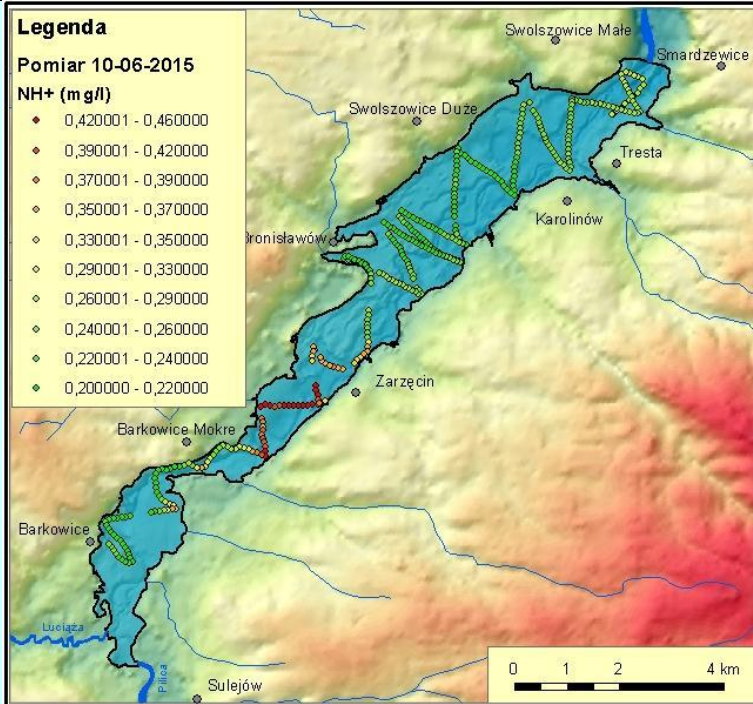 Legenda
Pomiar 10-06-2015
NH+ (mg/l)
0,420001 - 0,460000
0,390001 - 0,420000
0,370001 - 0,390000
0,350001 - 0,370000
0,330001 - 0,350000
0,290001 - 0,330000
0,260001 - 0,290000
0,240001 - 0,260000
0,220001 - 0,240000
0,200000 - 0,220000
Swolszowice Małe
Smardzewice
Swolszowice Duże
Tresta
Karolinów
Bronisławów
Zarzęcin
Barkowice Mokre
Barkowice
Luciąża
Pilica
Sulejów
0 1 2 4 km